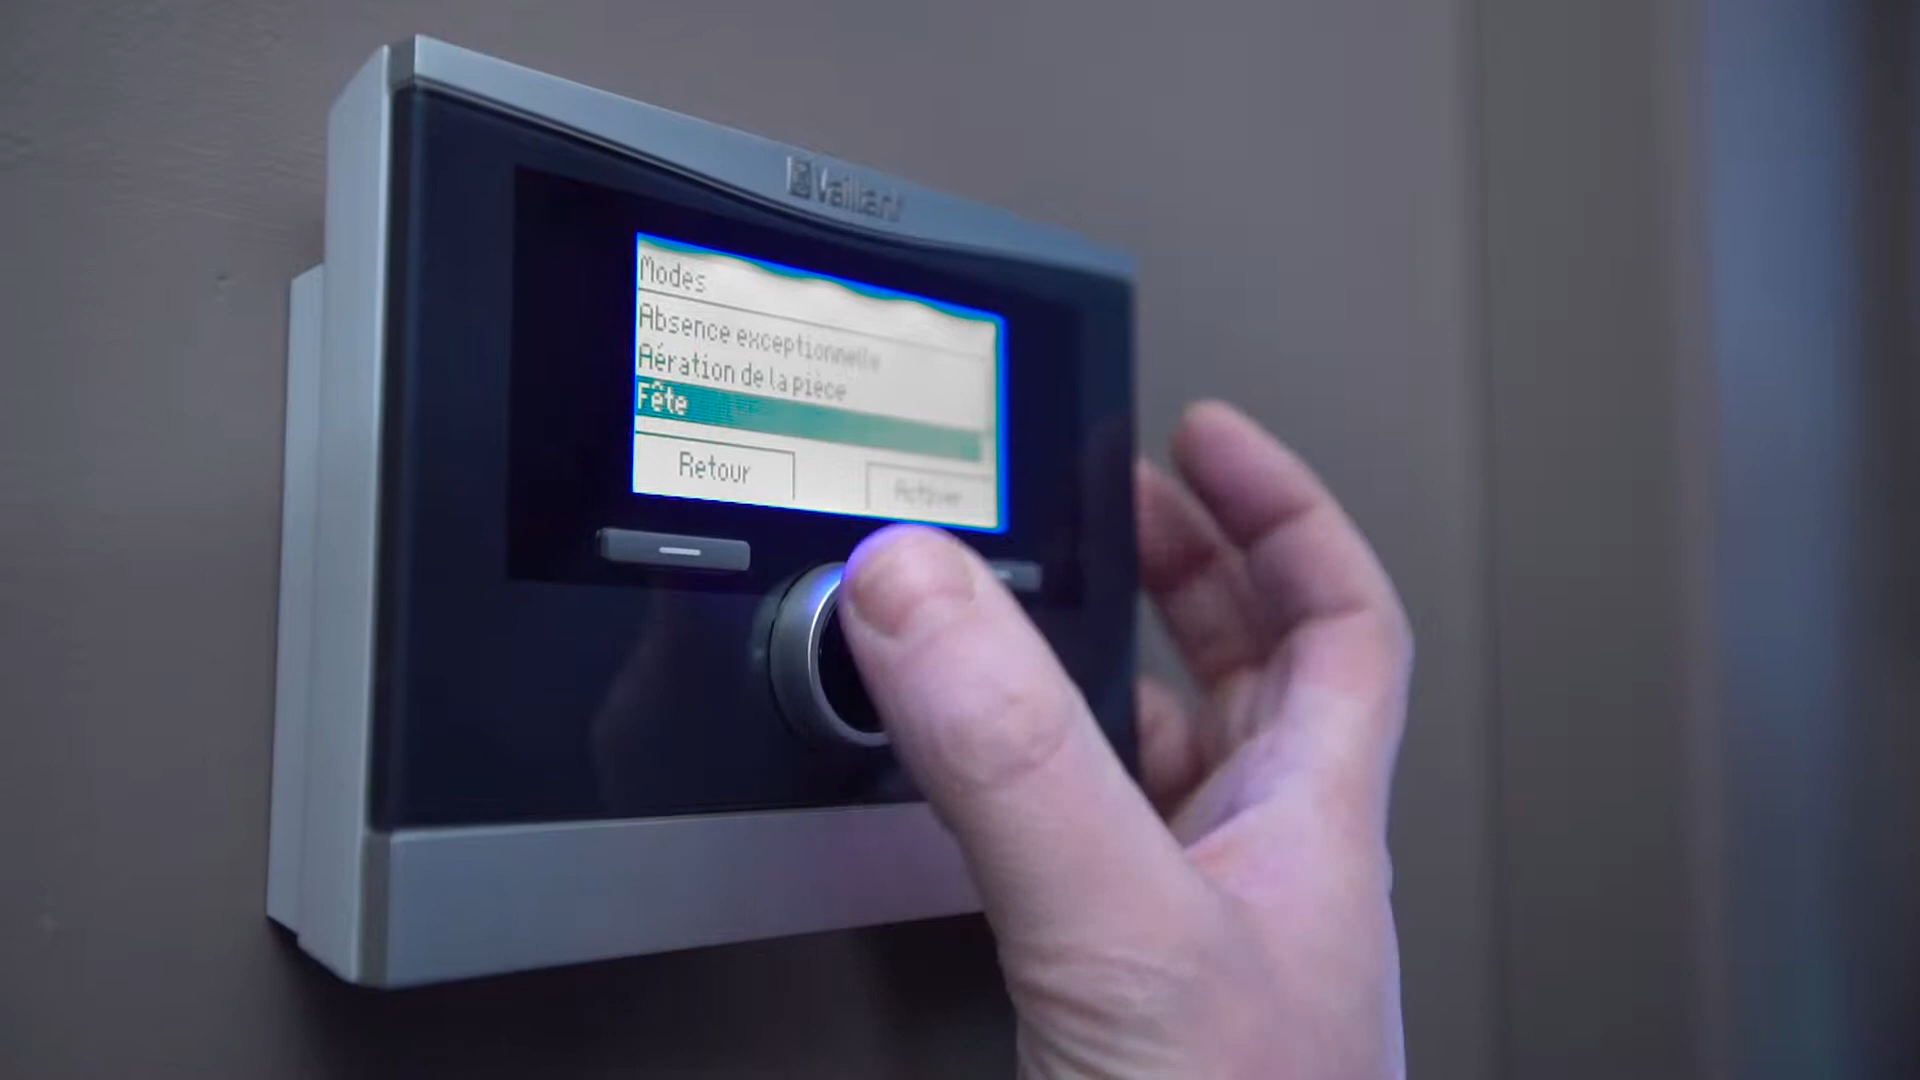 Vaillant
Modes
Absence exceptionnelle
Aération de la pièce
Fête
Retour
Activer